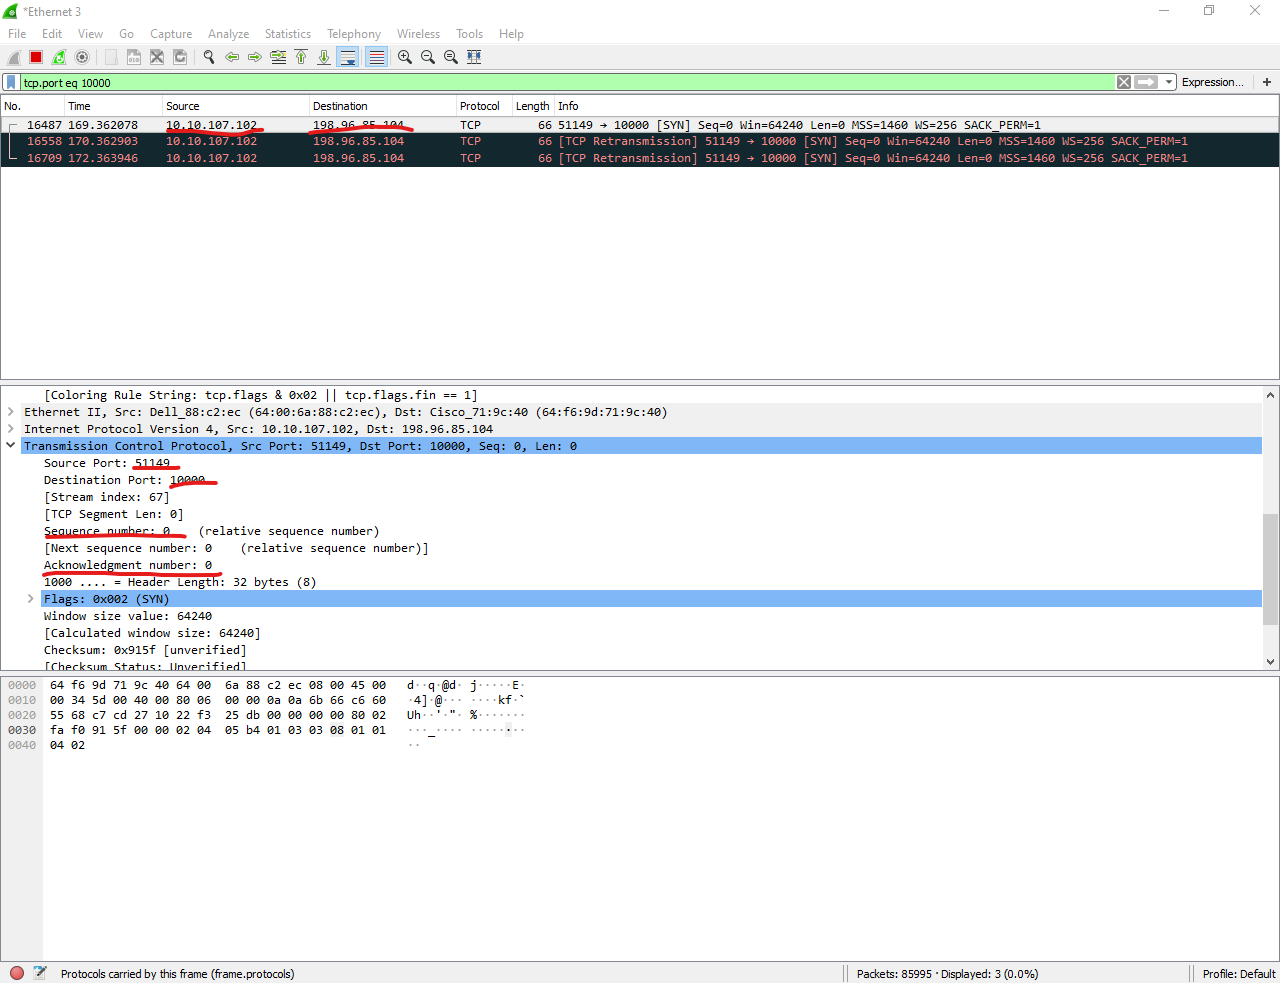 *Ethernet 3
File Edit View Go Capture Analyze Statistics Telephony Wireless Tools Help
tcp.port eq 10000 Expression... +
No. Time Source Destination Protocol Length Info
16487 169.362078 10.10.107.102 198.96.85.104 TCP 66 51149 → 10000 [SYN] Seq=0 Win=64240 Len=0 MSS=1460 WS=256 SACK_PERM=1
16558 170.362903 10.10.107.102 198.96.85.104 TCP 66 [TCP Retransmission] 51149 → 10000 [SYN] Seq=0 Win=64240 Len=0 MSS=1460 WS=256 SACK_PERM=1
16709 172.363946 10.10.107.102 198.96.85.104 TCP 66 [TCP Retransmission] 51149 → 10000 [SYN] Seq=0 Win=64240 Len=0 MSS=1460 WS=256 SACK_PERM=1
[Coloring Rule String: tcp.flags & 0x02 || tcp.flags.fin == 1]
Ethernet II, Src: Dell_88:c2:ec (64:00:6a:88:c2:ec), Dst: Cisco_71:9c:40 (64:f6:9d:71:9c:40)
Internet Protocol Version 4, Src: 10.10.107.102, Dst: 198.96.85.104
Transmission Control Protocol, Src Port: 51149, Dst Port: 10000, Seq: 0, Len: 0
Source Port: 51149
Destination Port: 10000
[Stream index: 67]
[TCP Segment Len: 0]
Sequence number: 0 (relative sequence number)
[Next sequence number: 0 (relative sequence number)]
Acknowledgment number: 0
1000 .... = Header Length: 32 bytes (8)
Flags: 0x002 (SYN)
Window size value: 64240
[Calculated window size: 64240]
Checksum: 0x915f [unverified]
[Checksum Status: Unverified]
0000 64 f6 9d 71 9c 40 64 00 6a 88 c2 ec 08 00 45 00 d··q·@d· j·····E·
0010 00 34 5d 00 40 00 80 06 00 00 0a 0a 6b 66 c6 60 ·4]·@··· ····kf·`
0020 55 68 c7 cd 27 10 22 f3 25 db 00 00 00 00 80 02 Uh··'·"· %·······
0030 fa f0 91 5f 00 00 02 04 05 b4 01 03 03 08 01 01 ···_···· ········
0040 04 02 ··
Protocols carried by this frame (frame.protocols) Packets: 85995 · Displayed: 3 (0.0%) Profile: Default